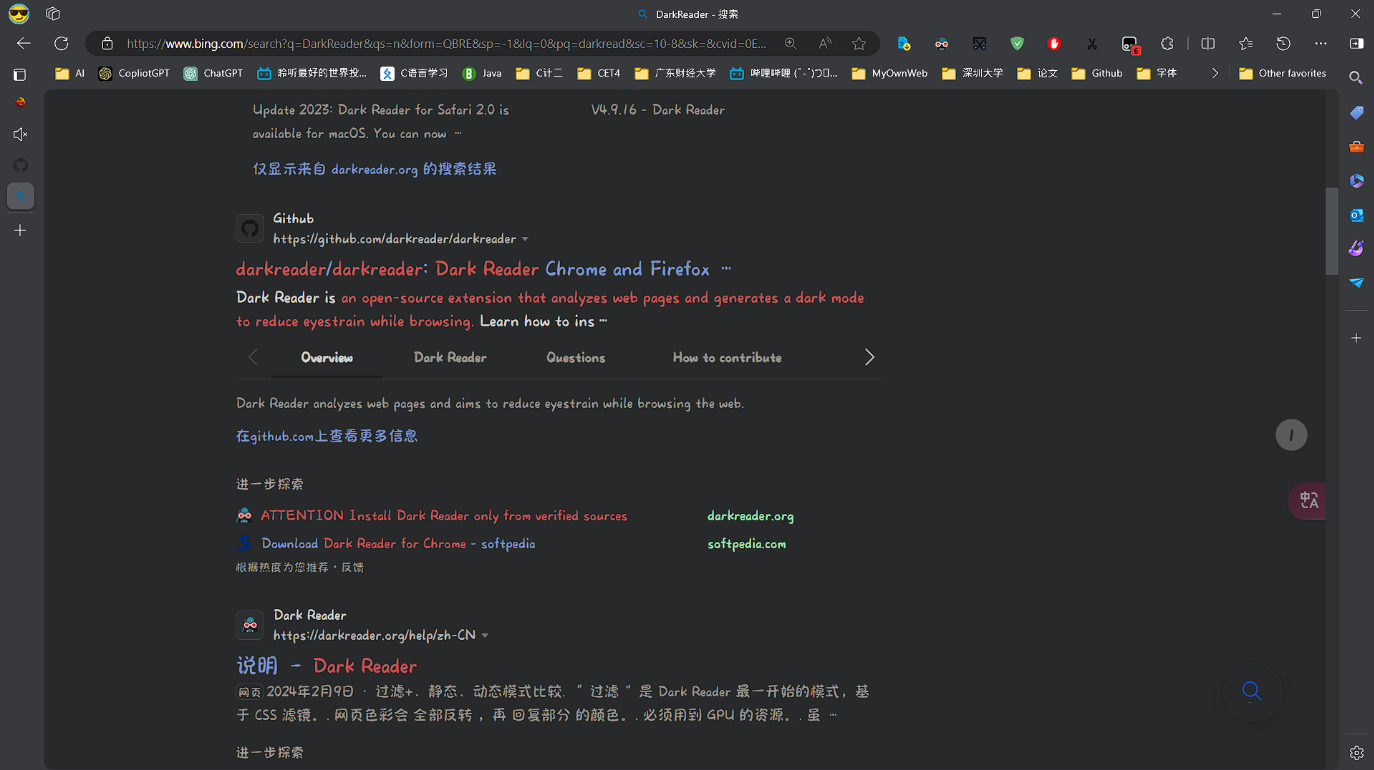 DarkReader - 搜索
https://www.bing.com/search?q=DarkReader&qs=n&form=QBRE&sp=-1&lq=0&pq=darkread&sc=10-8&sk=&cvid=0E...
6
AI
CopliotGPT
ChatGPT
聆听最好的世界投...
C语言学习
Java
C计二
CET4
广东财经大学
哔哩哔哩 (゜-゜)つロ...
MyOwnWeb
深圳大学
论文
Github
字体
Other favorites
Update 2023: Dark Reader for Safari 2.0 is
available for macOS. You can now ...
V4.9.16 - Dark Reader
仅显示来自 darkreader.org 的搜索结果
Github
https://github.com/darkreader/darkreader
darkreader/darkreader: Dark Reader Chrome and Firefox ...
Dark Reader is an open-source extension that analyzes web pages and generates a dark mode
to reduce eyestrain while browsing. Learn how to ins...
Overview
Dark Reader
Questions
How to contribute
Dark Reader analyzes web pages and aims to reduce eyestrain while browsing the web.
在github.com上查看更多信息
进一步探索
ATTENTION Install Dark Reader only from verified sources
darkreader.org
Download Dark Reader for Chrome - softpedia
softpedia.com
根据热度为您推荐·反馈
Dark Reader
https://darkreader.org/help/zh-CN
说明 - Dark Reader
网页 2024年2月9日 · 过滤+. 静态、动态模式比较. “ 过滤 ”是 Dark Reader 最一开始的模式，基
于 CSS 滤镜。. 网页色彩会 全部反转 ，再 回复部分 的颜色。. 必须用到 GPU 的资源。. 虽 ...
进一步探索